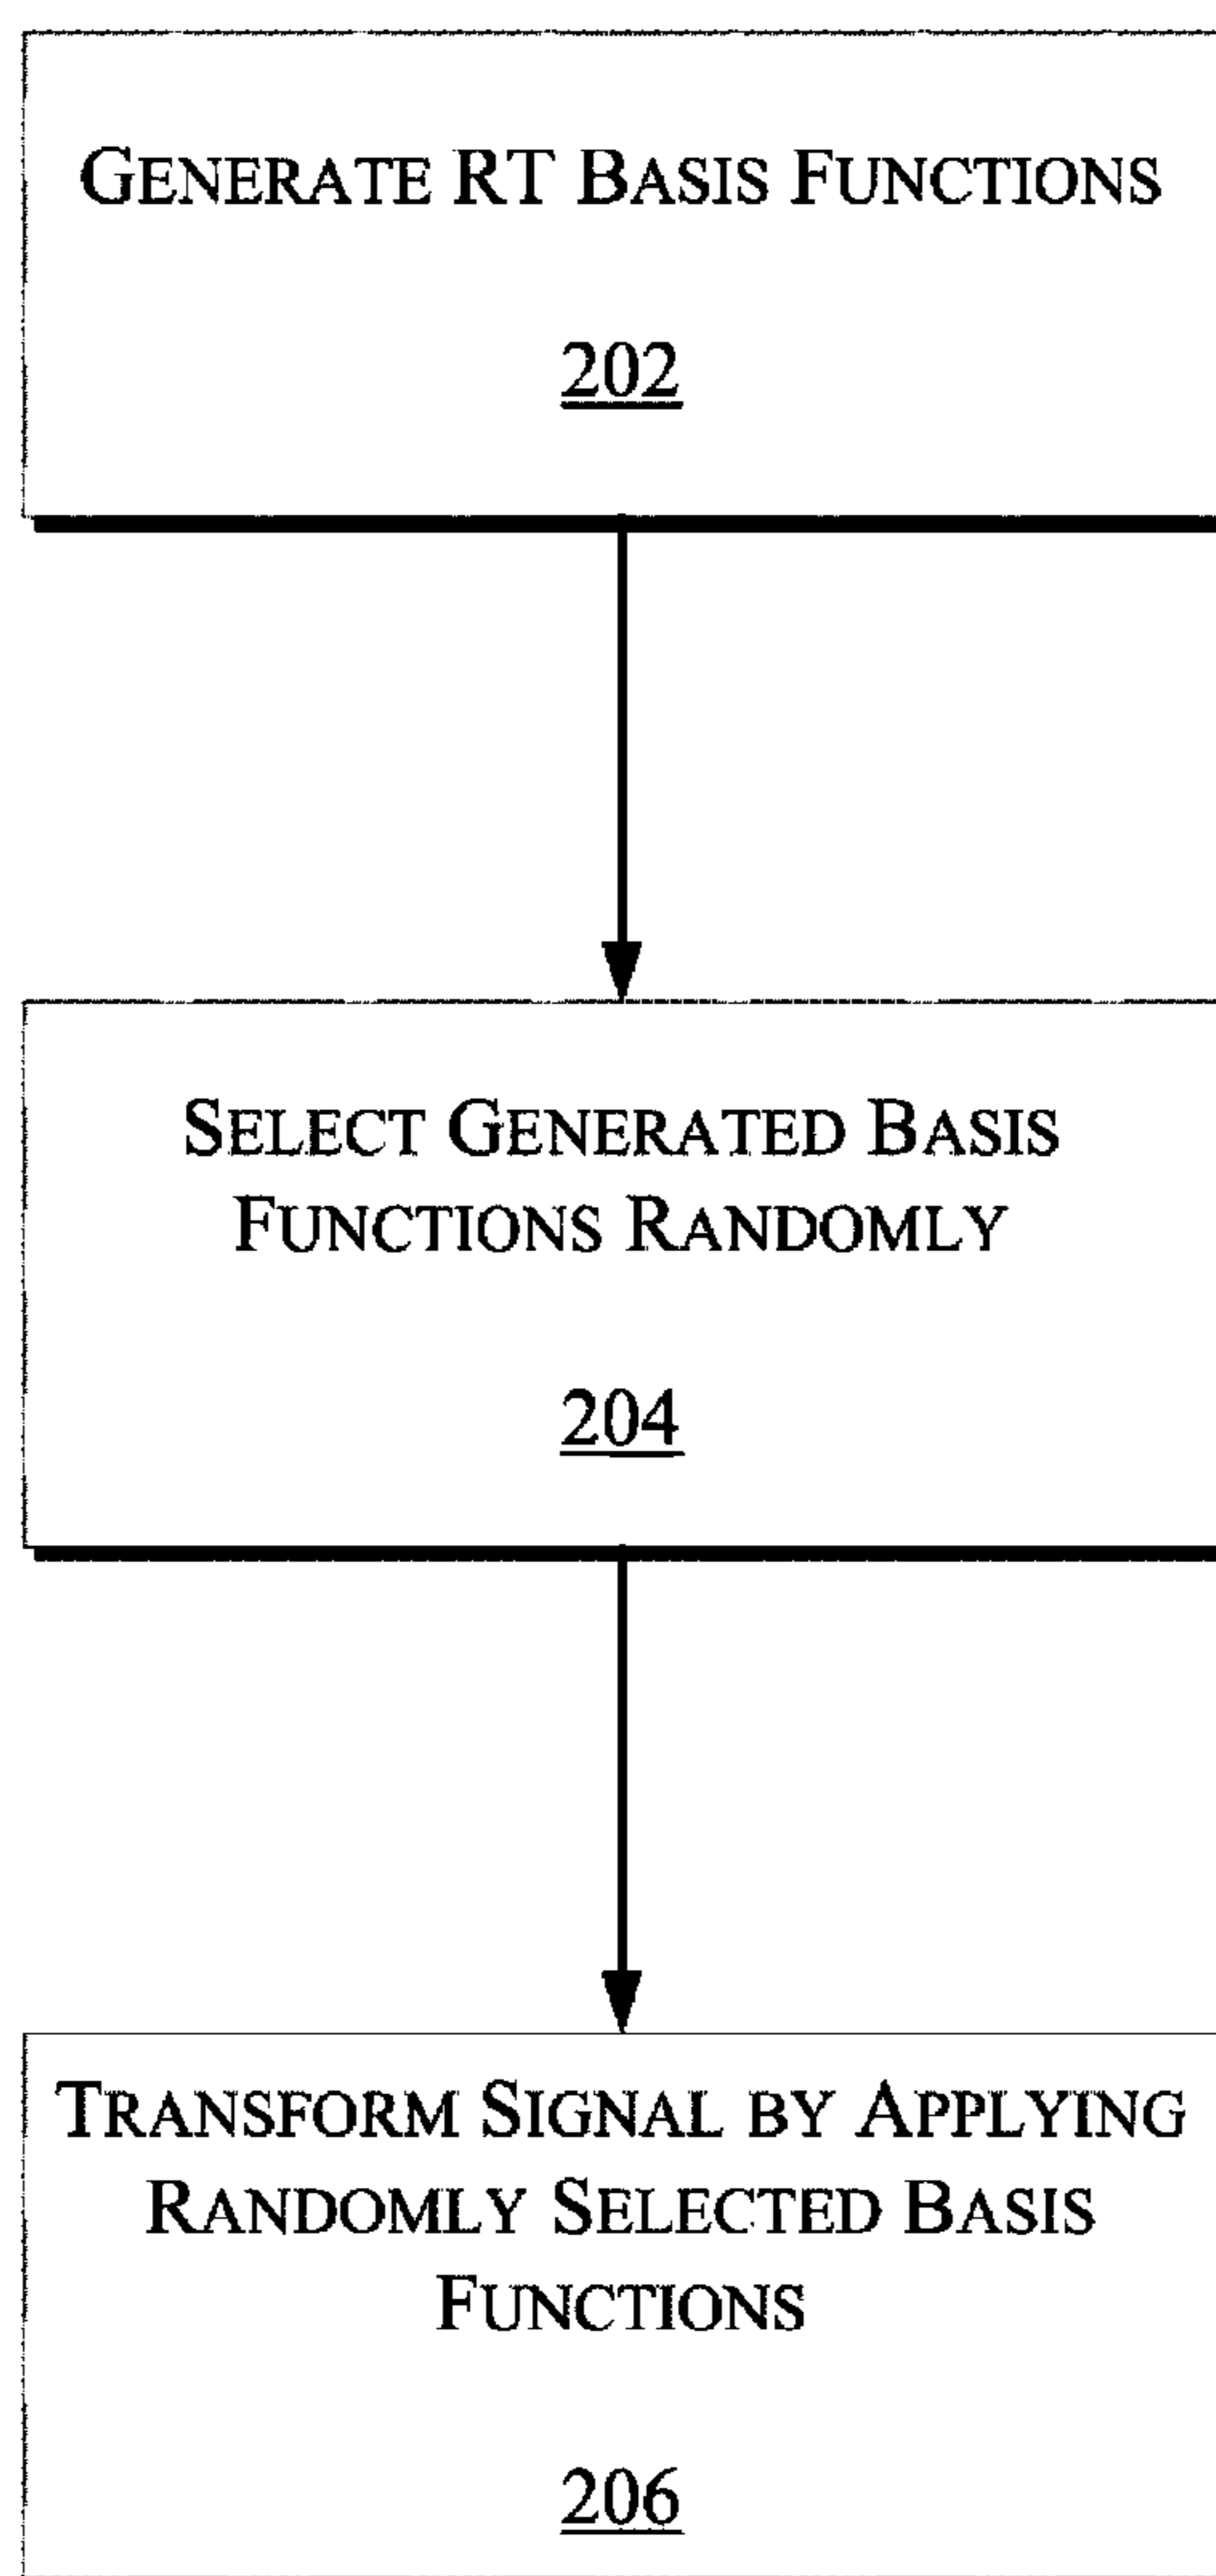 GENERATE RT BASIS FUNCTIONS
202
SELECT GENERATED BASIS
FUNCTIONS RANDOMLY
204
TRANSFORM SIGNAL BY APPLYING
RANDOMLY SELECTED BASIS
FUNCTIONS
206